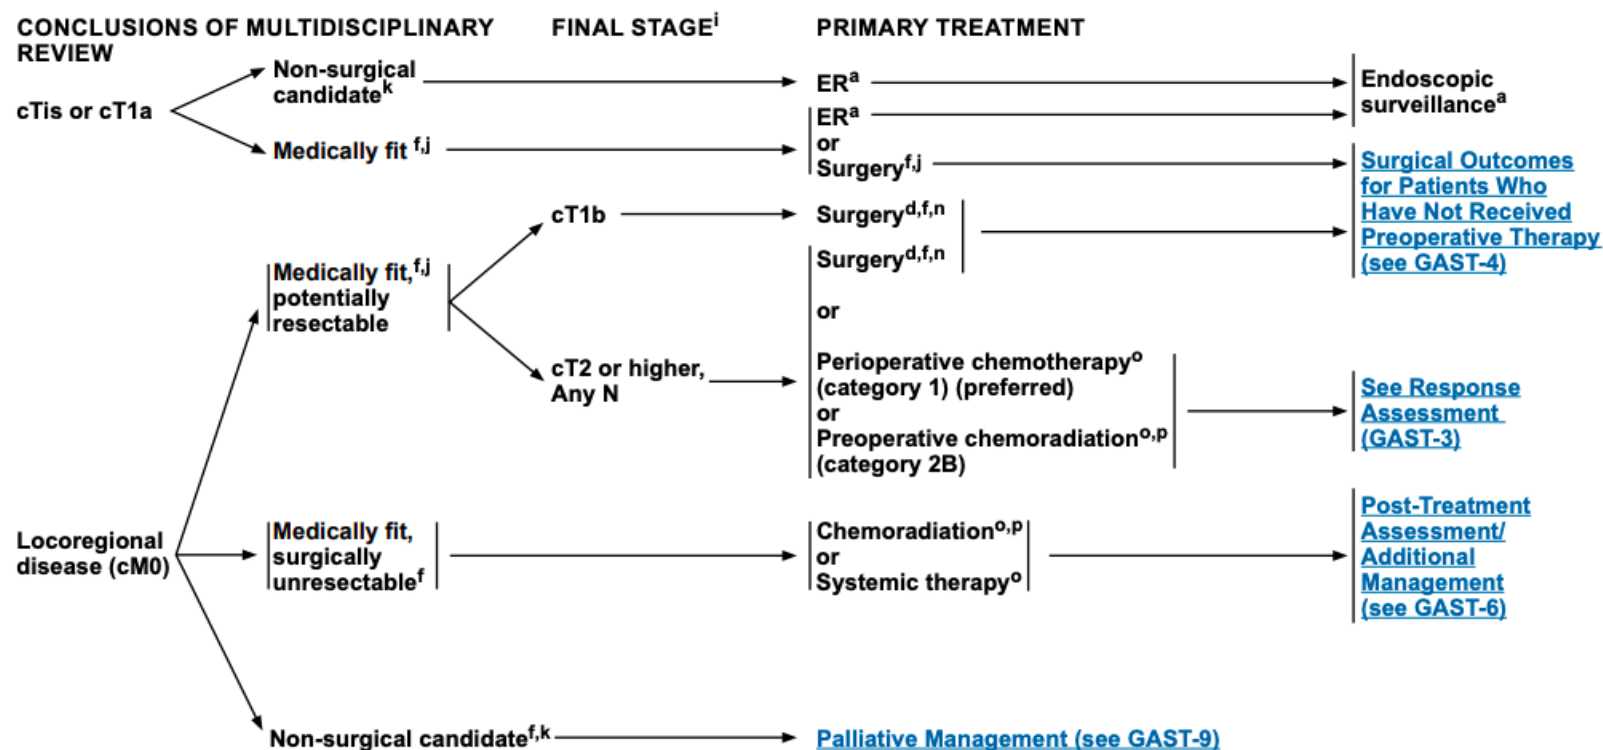 CONCLUSIONS OF MULTIDISCIPLINARY
REVIEW
FINAL STAGEⁱ
PRIMARY TREATMENT
cTis or cT1a
Non-surgical
candidateᵏ
ERᵃ
Endoscopic
surveillanceᵃ
Medically fit ᶠ,ʲ
ERᵃ
or
Surgeryᶠ,ʲ
Surgical Outcomes
for Patients Who
Have Not Received
Preoperative Therapy
(see GAST-4)
Locoregional
disease (cM0)
Medically fit,ᶠ,ʲ
potentially
resectable
cT1b
Surgeryᵈ,ᶠ,ⁿ
cT2 or higher,
Any N
Surgeryᵈ,ᶠ,ⁿ
or
Perioperative chemotherapyᵒ
(category 1) (preferred)
or
Preoperative chemoradiationᵒ,ᵖ
(category 2B)
See Response
Assessment
(GAST-3)
Medically fit,
surgically
unresectableᶠ
Chemoradiationᵒ,ᵖ
or
Systemic therapyᵒ
Post-Treatment
Assessment/
Additional
Management
(see GAST-6)
Non-surgical candidateᶠ,ᵏ
Palliative Management (see GAST-9)